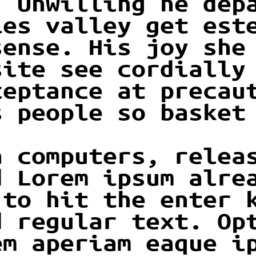 Unwilling he depa
les valley get este
sense. His joy she
site see cordially
ceptance at precaut
s people so basket
computers, releas
d Lorem ipsum alrea
to hit the enter k
d regular text. Opt
em aperiam eaque ip